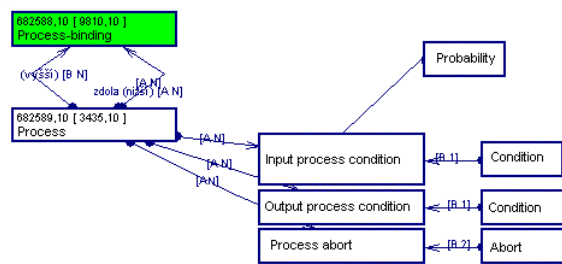 682588,10 [ 9810,10 ]
Process-binding
Probability
(vyšší) [B N]
[A N]
zdola (nižší) [A N]
682589,10 [ 3435,10 ]
Process
[A N]
[A N]
[A N]
Input process condition
[B 1]
Condition
Output process condition
[B 1]
Condition
Process abort
[B 2]
Abort